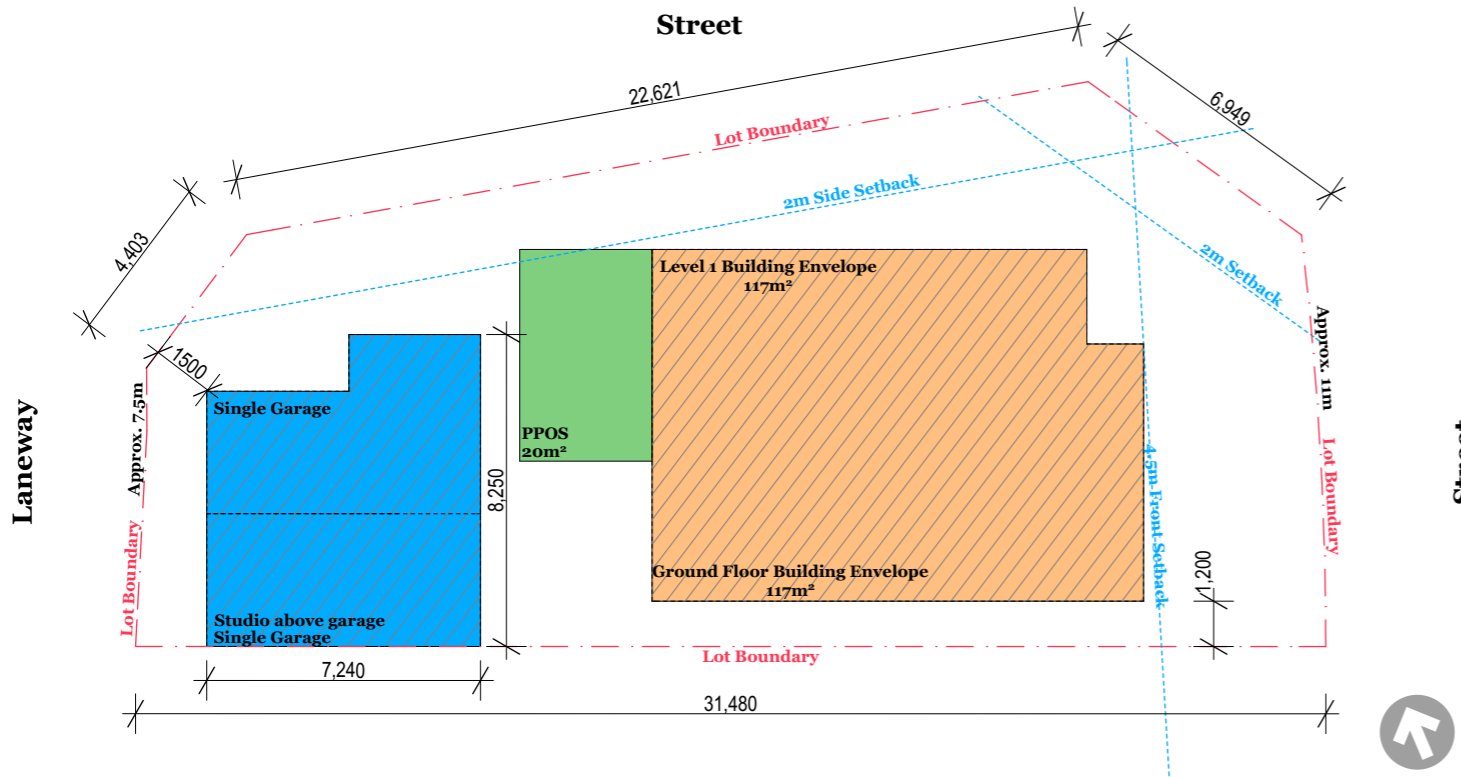 Street
22,621
6,949
Lot Boundary
4,403
2m Side Setback
2m Setback
Level 1 Building Envelope
117m²
1500
Approx. 7.5m
Approx. 11m
Single Garage
PPOS
20m²
8,250
Laneway
Lot Boundary
4.5m Front Setback
Lot Boundary
Ground Floor Building Envelope
117m²
1,200
Studio above garage
Single Garage
Lot Boundary
7,240
31,480